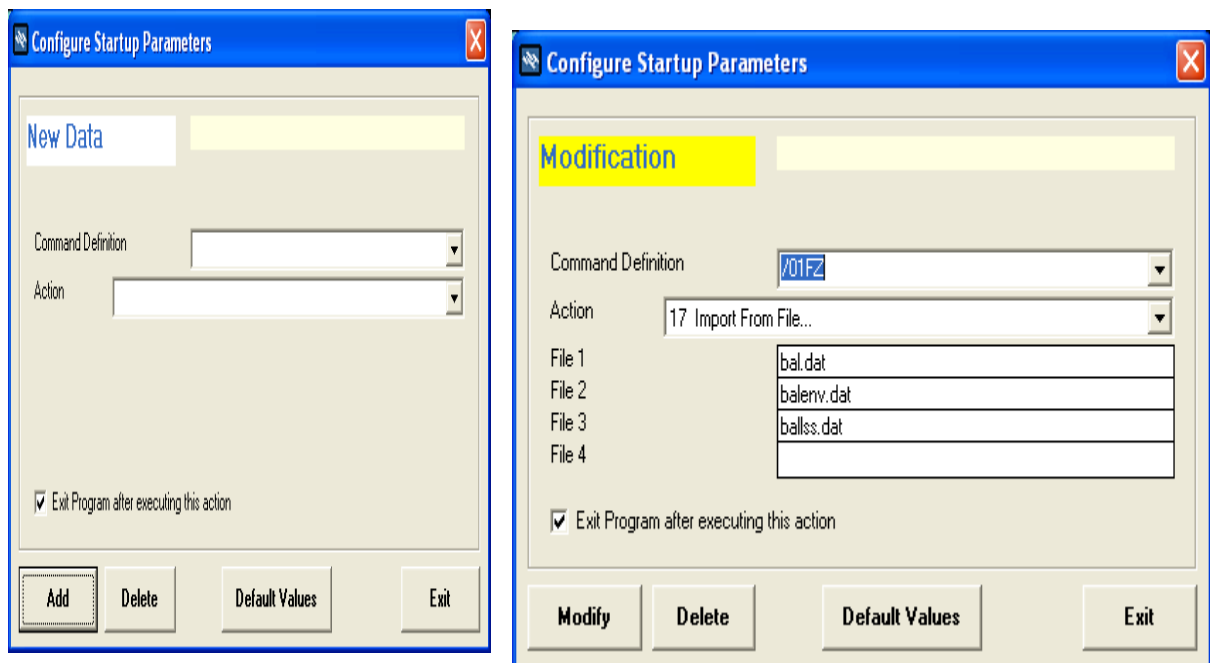 Configure Startup Parameters
New Data
Command Definition
Action
Exit Program after executing this action
Add Delete Default Values Exit
Configure Startup Parameters
Modification
Command Definition /01FZ
Action 17 Import From File...
File 1 bal.dat
File 2 balenv.dat
File 3 ballss.dat
File 4
Exit Program after executing this action
Modify Delete Default Values Exit